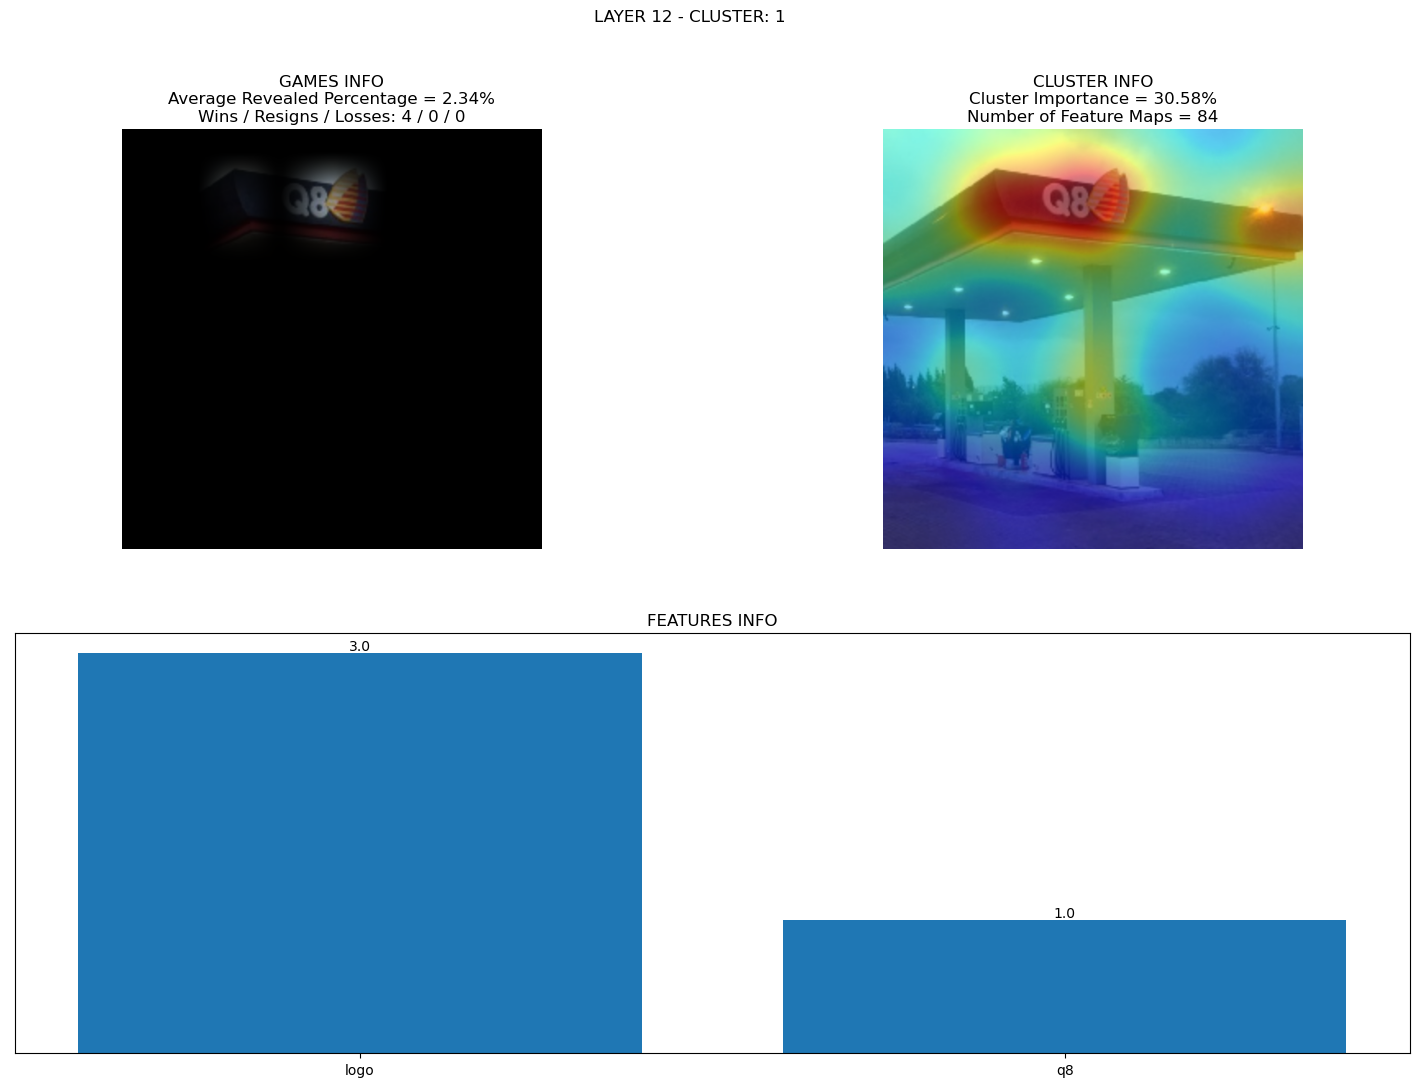 LAYER 12 - CLUSTER: 1
GAMES INFO
Average Revealed Percentage = 2.34%
Wins / Resigns / Losses: 4 / 0 / 0
Q8
CLUSTER INFO
Cluster Importance = 30.58%
Number of Feature Maps = 84
Q8
FEATURES INFO
3.0
1.0
logo
q8